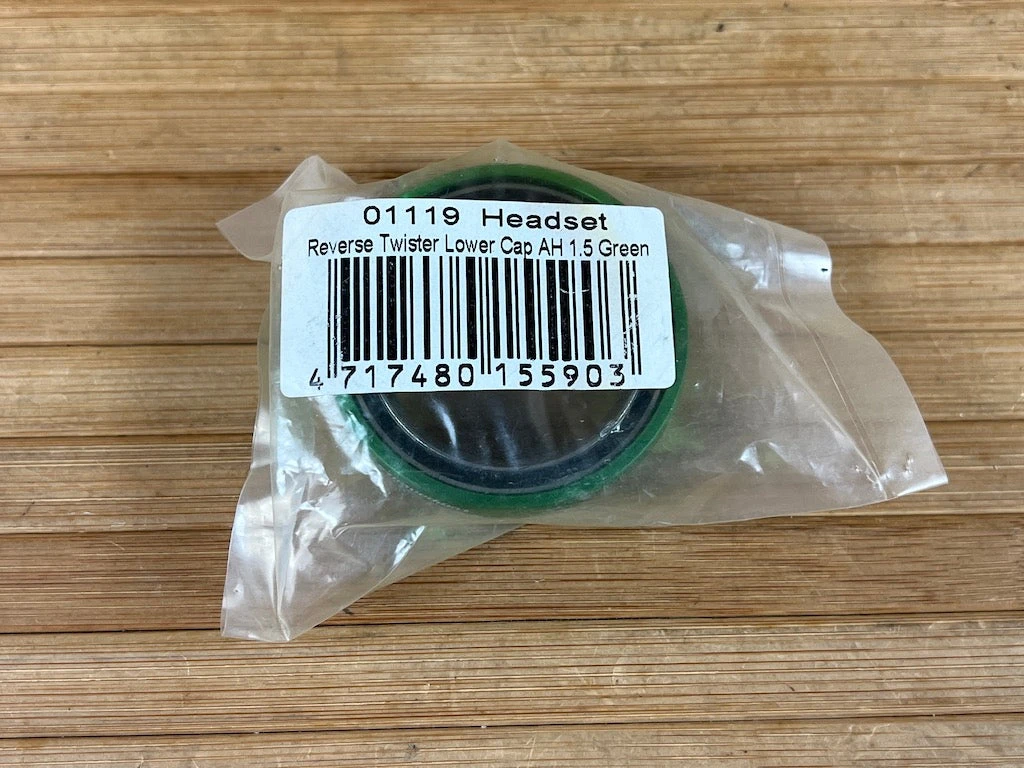 01119 Headset
Reverse Twister Lower Cap AH 1.5 Green
4 717480 155903